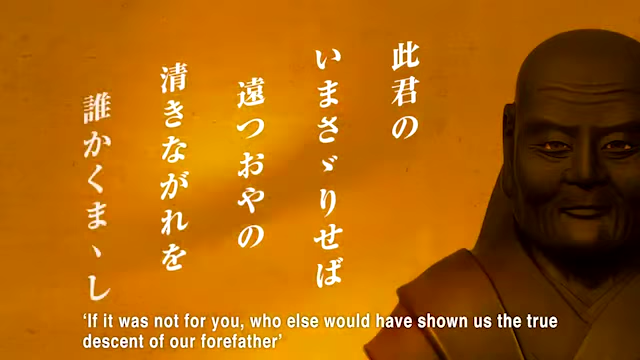 此君の
いまさゞりせば
遠つおやの
清きながれを
誰かくまゝし
‘If it was not for you, who else would have shown us the true
descent of our forefather’